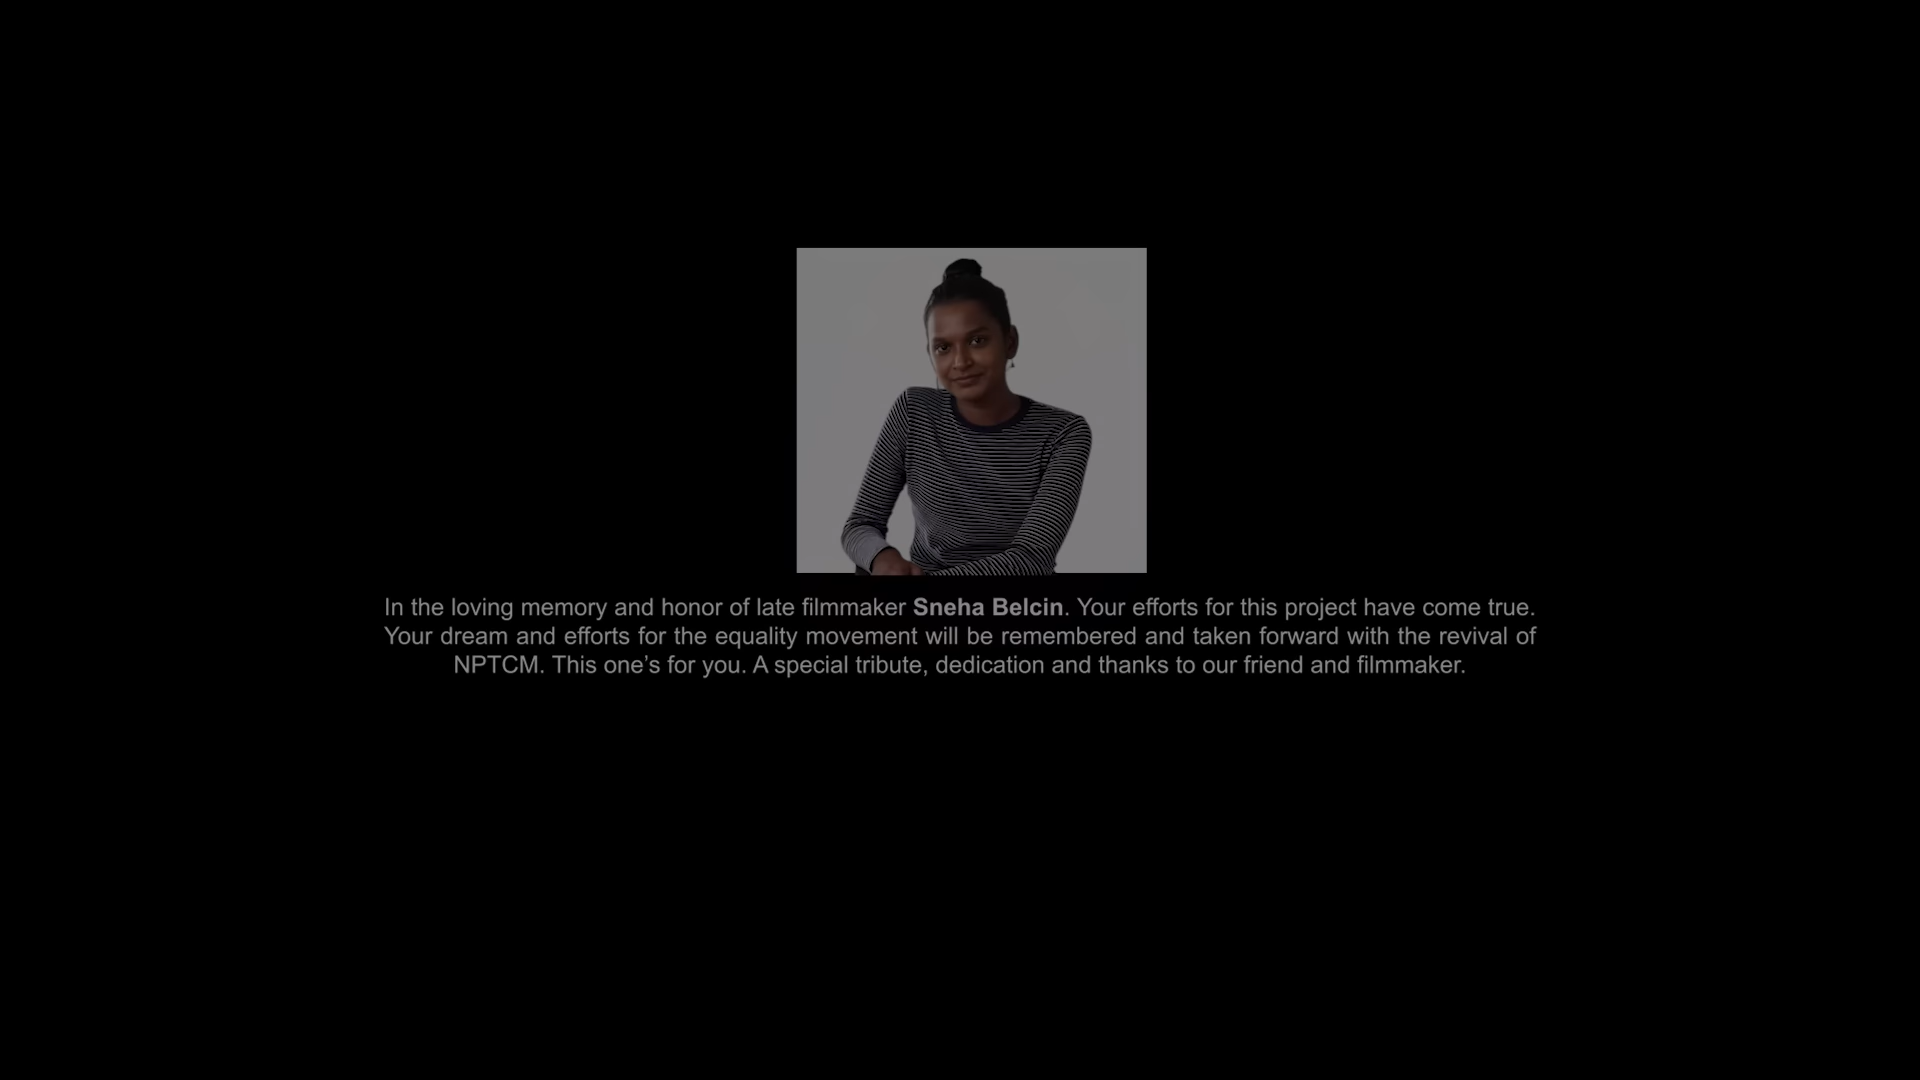 In the loving memory and honor of late filmmaker Sneha Belcin. Your efforts for this project have come true.
Your dream and efforts for the equality movement will be remembered and taken forward with the revival of
NPTCM. This one’s for you. A special tribute, dedication and thanks to our friend and filmmaker.